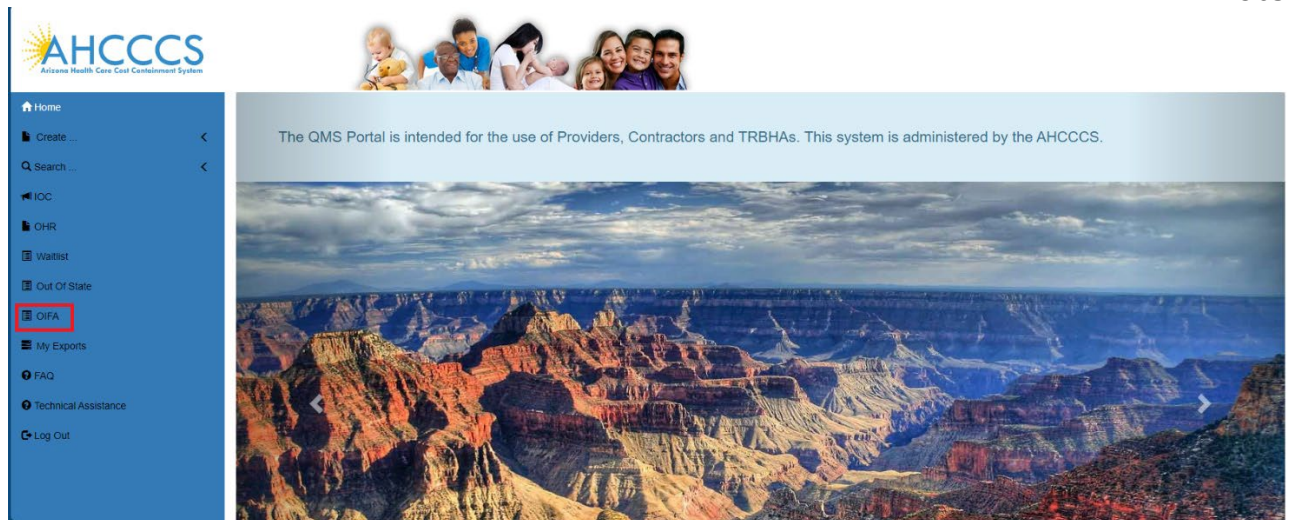 AHCCCS
Arizona Health Care Cost Containment System
Home
Create ...
Search ...
IOC
OHR
Waitlist
Out Of State
OIFA
My Exports
FAQ
Technical Assistance
Log Out
The QMS Portal is intended for the use of Providers, Contractors and TRBHAs. This system is administered by the AHCCCS.